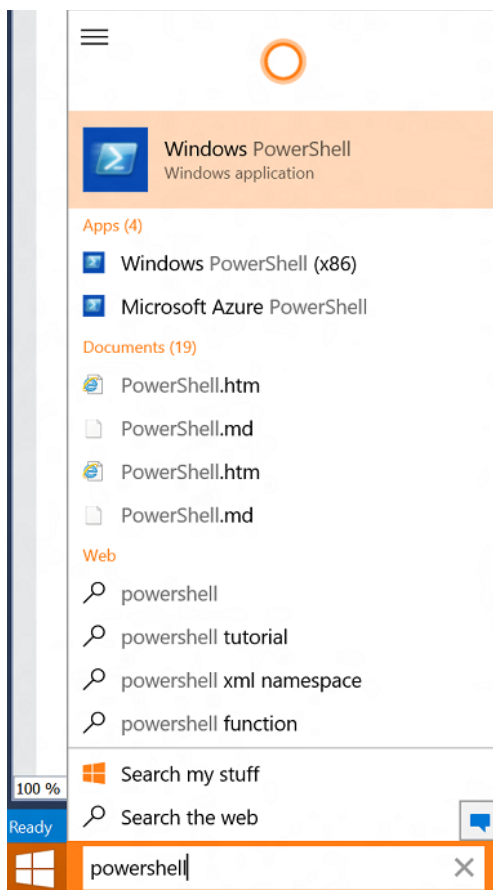 Windows PowerShell
Windows application
Apps (4)
Windows PowerShell (x86)
Microsoft Azure PowerShell
Documents (19)
PowerShell.htm
PowerShell.md
PowerShell.htm
PowerShell.md
Web
powershell
powershell tutorial
powershell xml namespace
powershell function
Search my stuff
100 %
Search the web
Ready
powershell